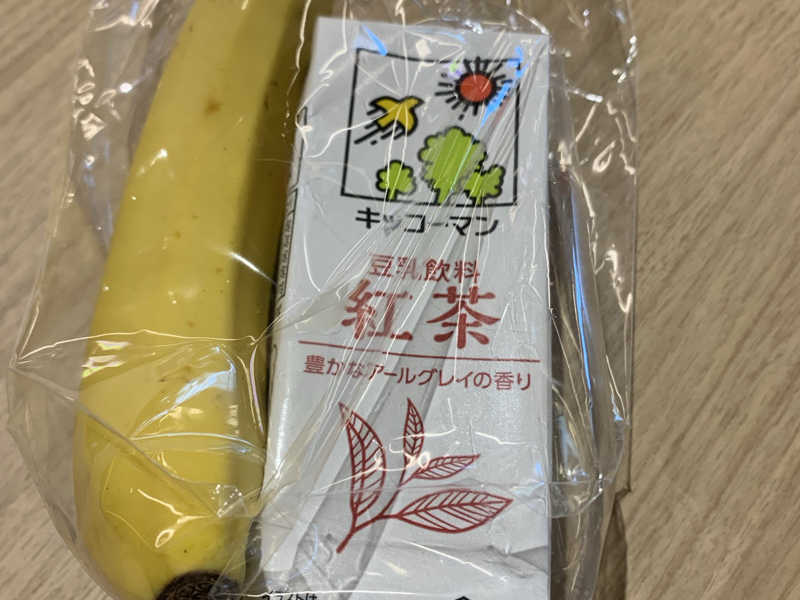 キッコーマン
豆乳飲料
紅茶
豊かなアールグレイの香り